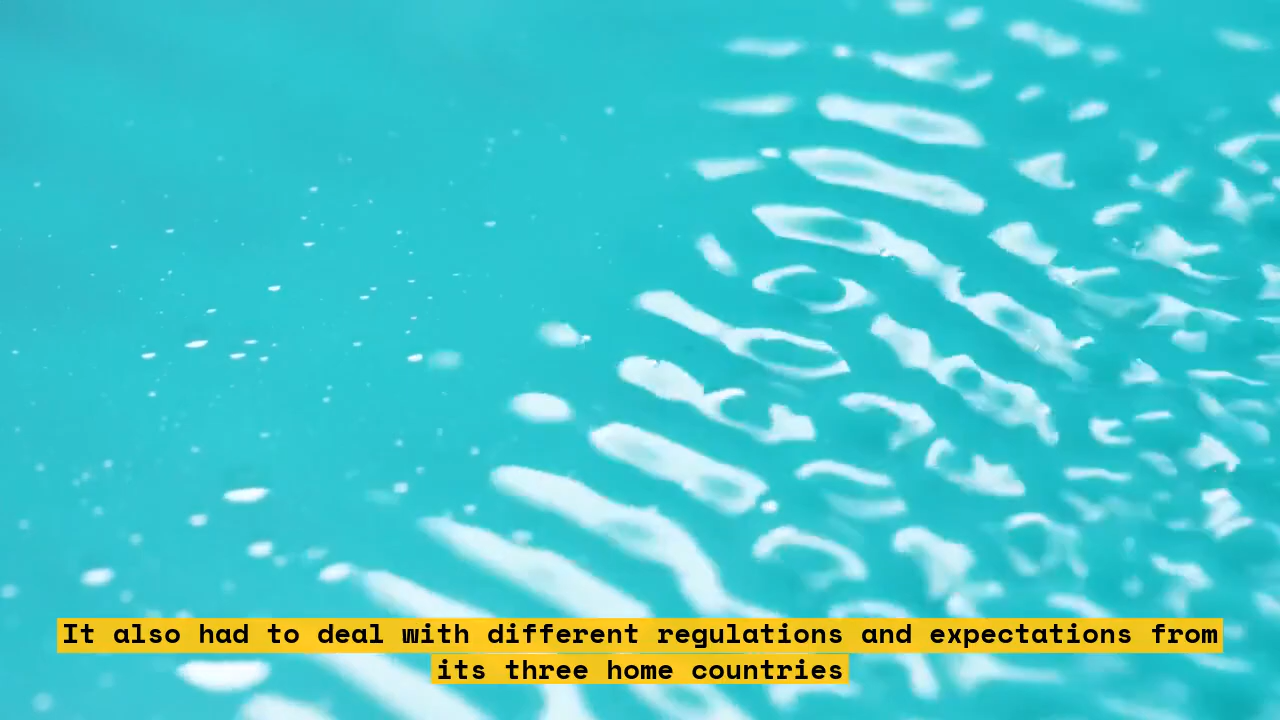 It also had to deal with different regulations and expectations from
its three home countries